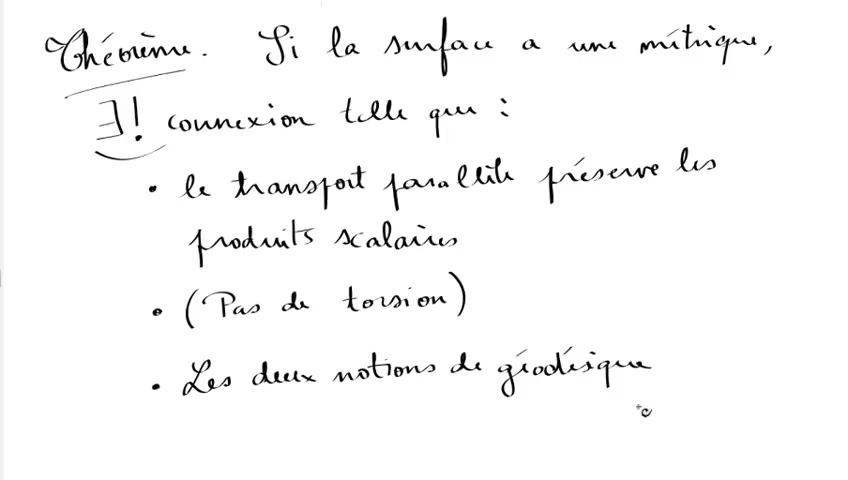 Théorème. Si la surface a une métrique,
∃! connexion telle que :
• le transport parallèle préserve les
produits scalaires
• (Pas de torsion)
• Les deux notions de géodésique
c